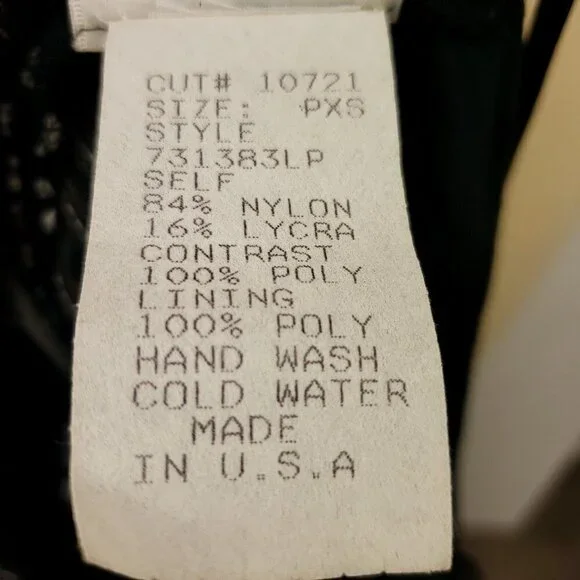 CUT# 10721
SIZE: PXS
STYLE
731383LP
SELF
84% NYLON
16% LYCRA
CONTRAST
100% POLY
LINING
100% POLY
HAND WASH
COLD WATER
MADE
IN U.S.A